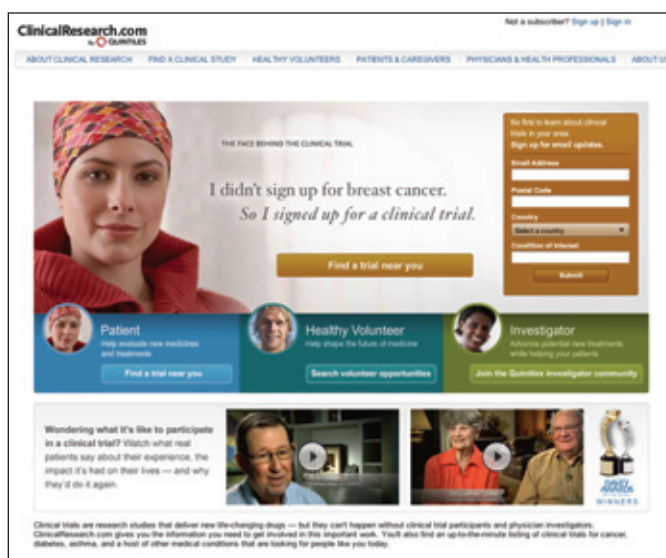 Not a subscriber? Sign up | Sign in
ClinicalResearch.com
by QUINTILES
ABOUT CLINICAL RESEARCH FIND A CLINICAL STUDY HEALTHY VOLUNTEERS PATIENTS & CAREGIVERS PHYSICIANS & HEALTH PROFESSIONALS ABOUT U
THE FACE BEHIND THE CLINICAL TRIAL
I didn't sign up for breast cancer.
So I signed up for a clinical trial.
Find a trial near you
Be first to learn about clinical
trials in your area.
Sign up for email updates.
Email Address
Postal Code
Country
Select a country
Condition of Interest
Submit
Patient
Help evaluate new medicines
and treatments
Find a trial near you
Healthy Volunteer
Help shape the future of medicine
Search volunteer opportunities
Investigator
Advance potential new treatments
while helping your patients
Join the Quintiles investigator community
Wondering what it's like to participate
in a clinical trial? Watch what real
patients say about their experience, the
impact it's had on their lives — and why
they'd do it again.
DAVEY
AWARDS
WINNERS
Clinical trials are research studies that deliver new life-changing drugs — but they can't happen without clinical trial participants and physician investigators.
ClinicalResearch.com gives you the information you need to get involved in this important work. You'll also find an up-to-the-minute listing of clinical trials for cancer,
diabetes, asthma, and a host of other medical conditions that are looking for people like you today.